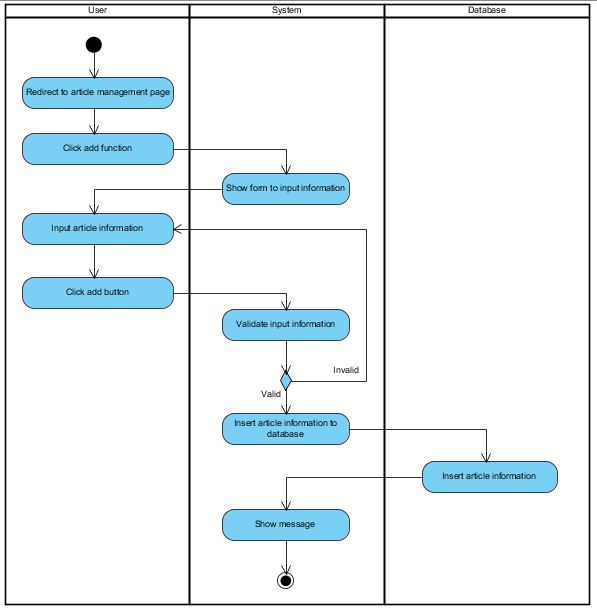 User
System
Database
Redirect to article management page
Click add function
Show form to input information
Input article information
Click add button
Validate input information
Invalid
Valid
Insert article information to
database
Insert article information
Show message